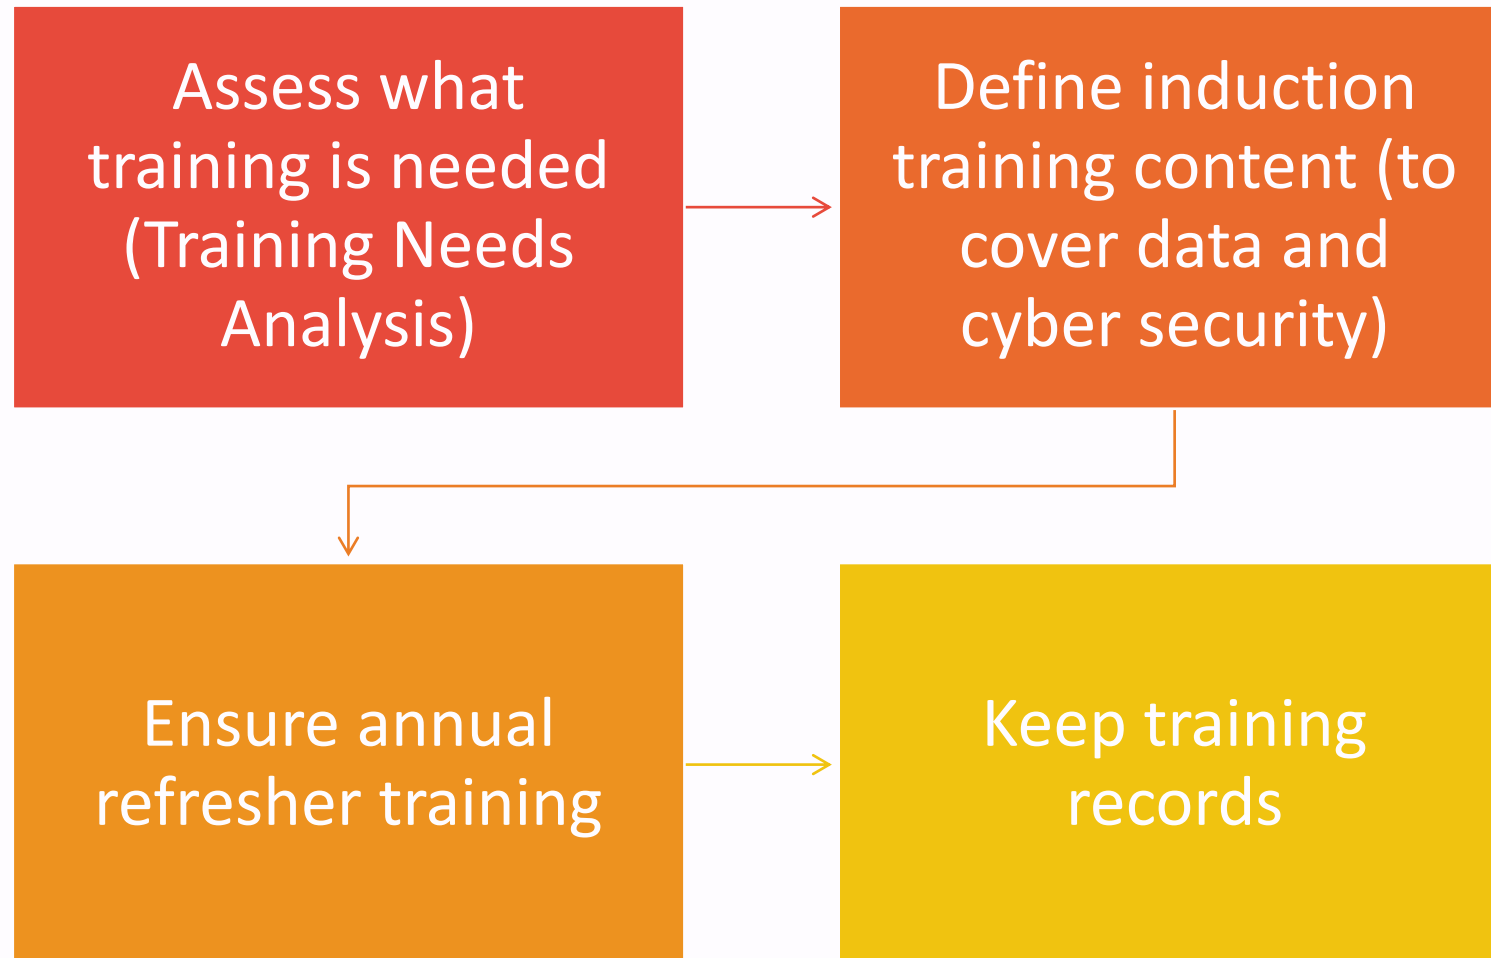 Assess what
training is needed
(Training Needs
Analysis)
Define induction
training content (to
cover data and
cyber security)
Ensure annual
refresher training
Keep training
records